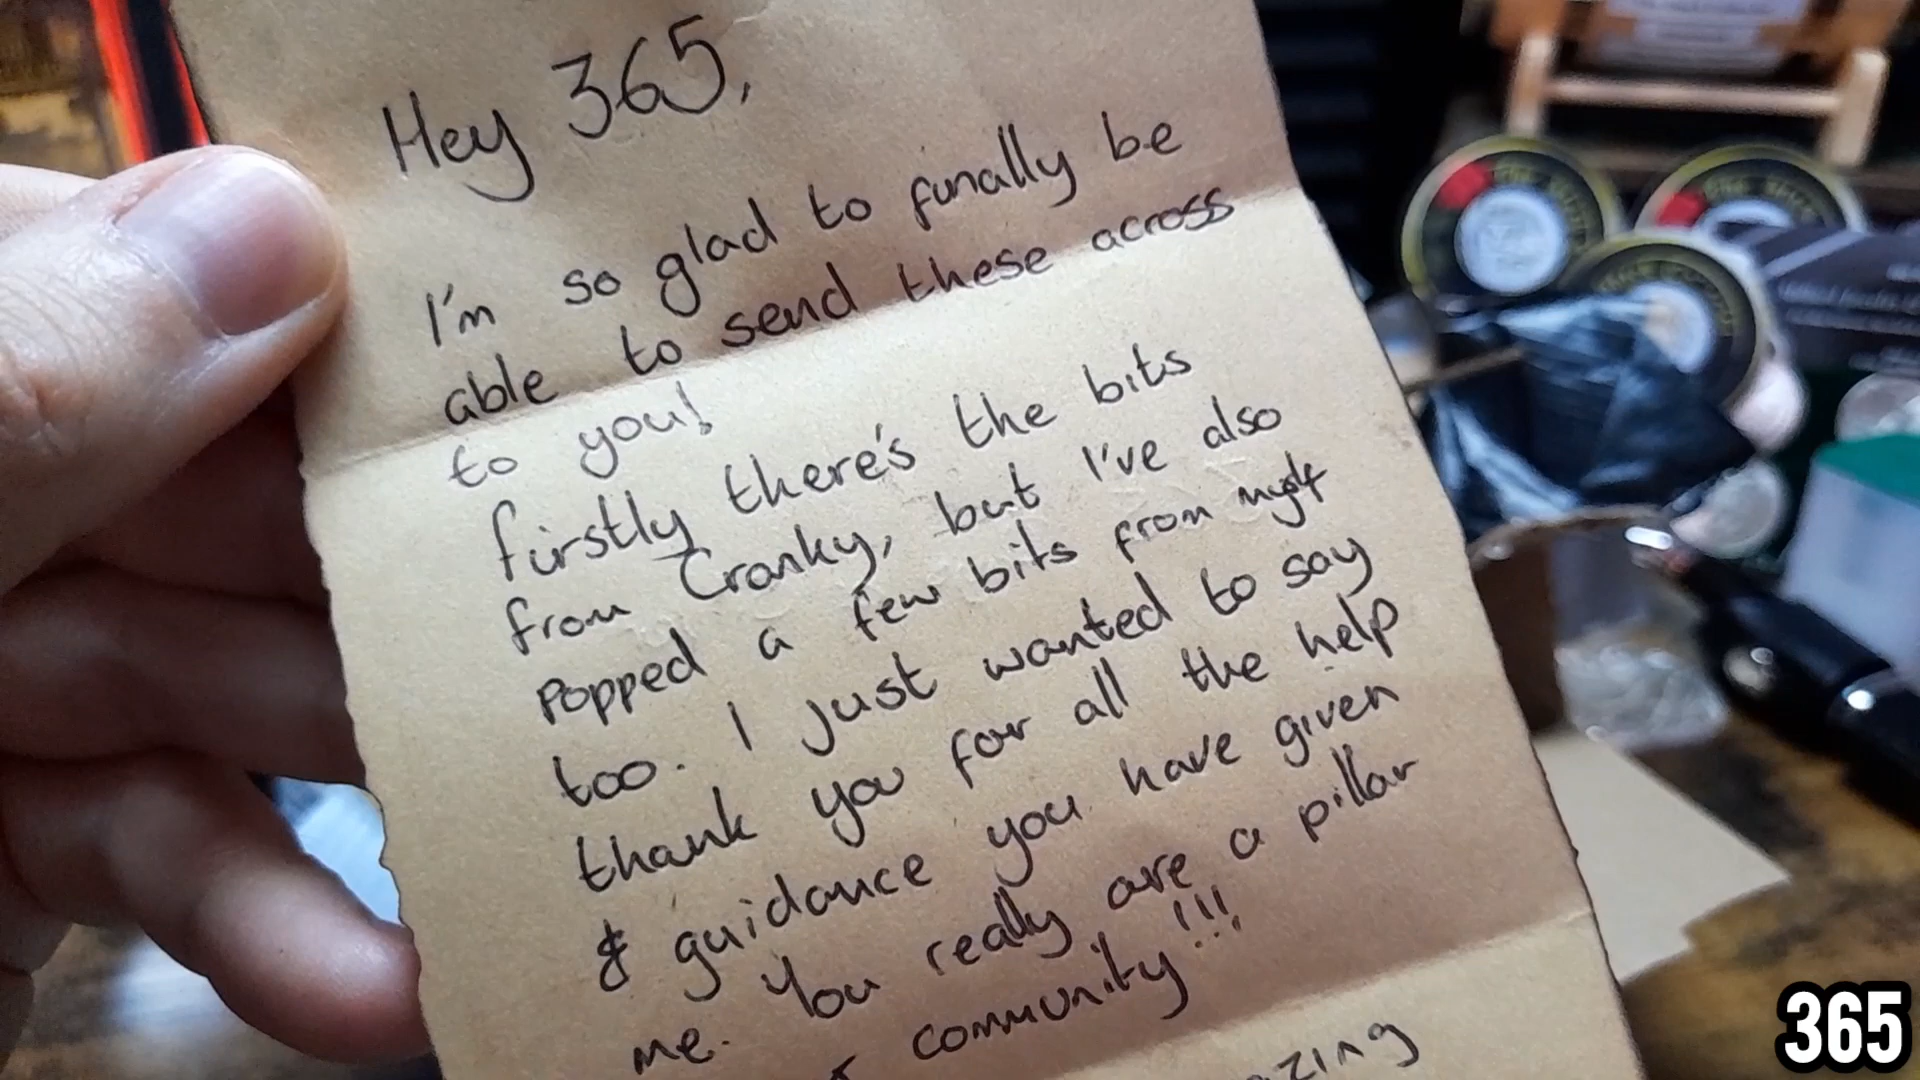 Hey 365,
I'm so glad to finally be
able to send these across
to you!
firstly there's the bits
from Cranky, but I've also
popped a few bits from myself
too. I just wanted to say
thank you for all the help
& guidance you have given
me. You really are a pillar
community!!!
365